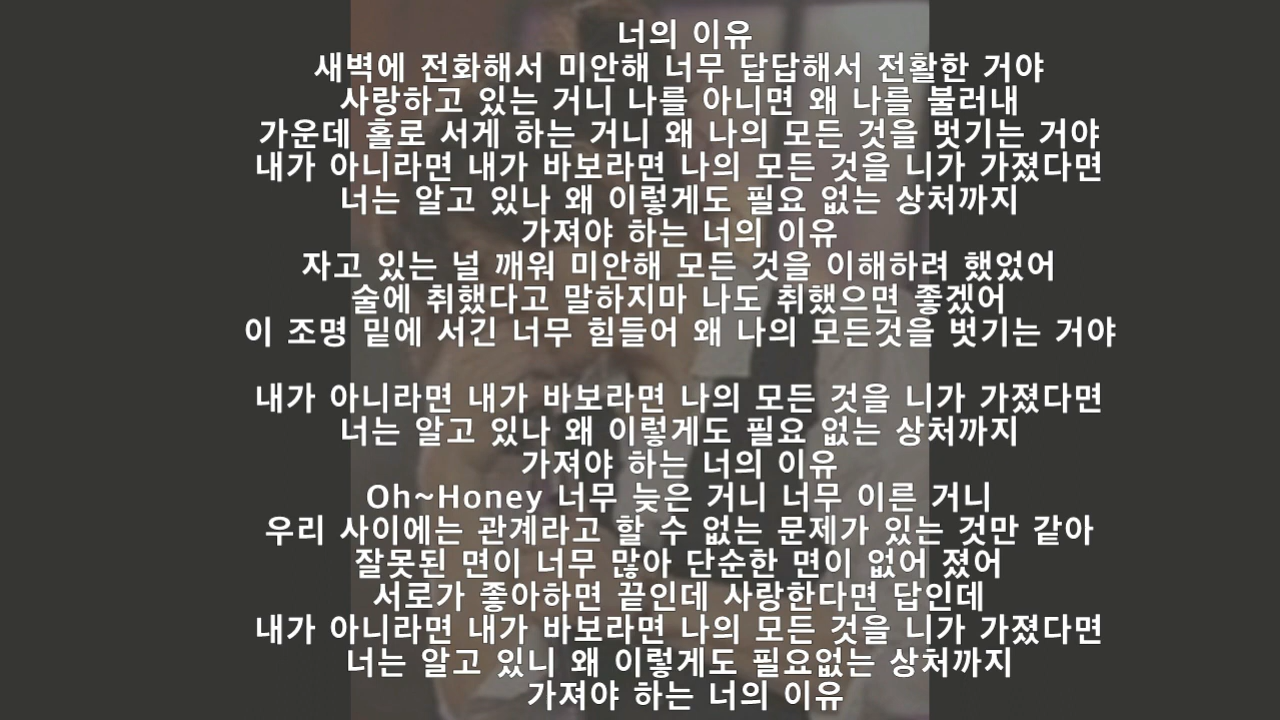 너의 이유
새벽에 전화해서 미안해 너무 답답해서 전활한 거야
사랑하고 있는 거니 나를 아니면 왜 나를 불러내
가운데 홀로 서게 하는 거니 왜 나의 모든 것을 벗기는 거야
내가 아니라면 내가 바보라면 나의 모든 것을 니가 가졌다면
너는 알고 있나 왜 이렇게도 필요 없는 상처까지
가져야 하는 너의 이유
자고 있는 널 깨워 미안해 모든 것을 이해하려 했었어
술에 취했다고 말하지마 나도 취했으면 좋겠어
이 조명 밑에 서긴 너무 힘들어 왜 나의 모든것을 벗기는 거야
내가 아니라면 내가 바보라면 나의 모든 것을 니가 가졌다면
너는 알고 있나 왜 이렇게도 필요 없는 상처까지
가져야 하는 너의 이유
Oh~Honey 너무 늦은 거니 너무 이른 거니
우리 사이에는 관계라고 할 수 없는 문제가 있는 것만 같아
잘못된 면이 너무 많아 단순한 면이 없어 졌어
서로가 좋아하면 끝인데 사랑한다면 답인데
내가 아니라면 내가 바보라면 나의 모든 것을 니가 가졌다면
너는 알고 있니 왜 이렇게도 필요없는 상처까지
가져야 하는 너의 이유